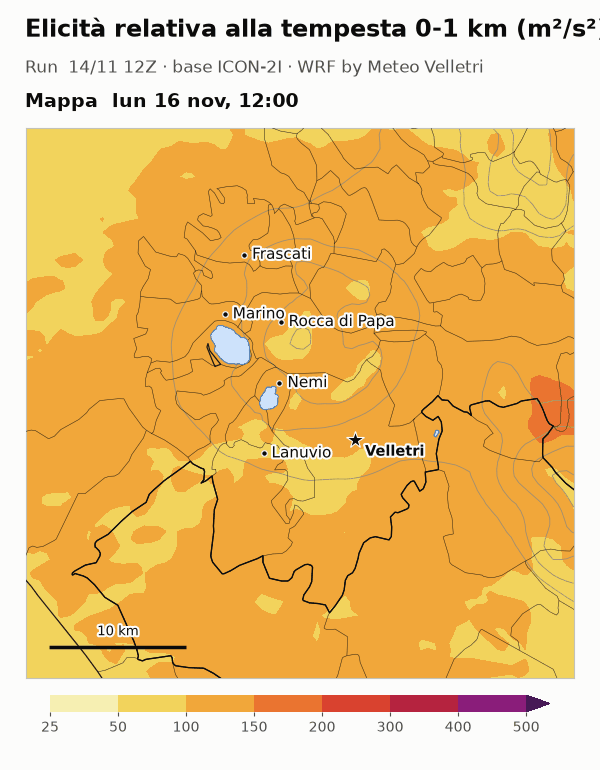 Elicità relativa alla tempesta 0-1 km (m²/s²)
Run  14/11 12Z · base ICON-2I · WRF by Meteo Velletri
Mappa  lun 16 nov, 12:00
Frascati
Marino
Rocca di Papa
Nemi
Velletri
Lanuvio
10 km
25 50 100 150 200 300 400 500